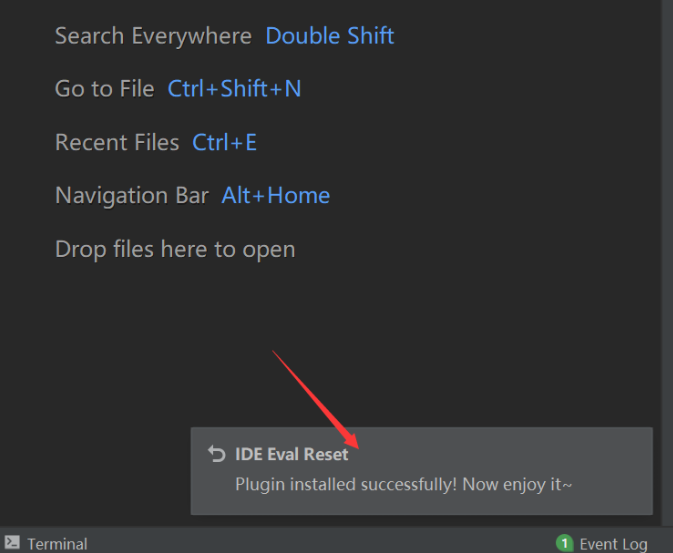 Search Everywhere Double Shift
Go to File Ctrl+Shift+N
Recent Files Ctrl+E
Navigation Bar Alt+Home
Drop files here to open
IDE Eval Reset
Plugin installed successfully! Now enjoy it~
Terminal 1 Event Log